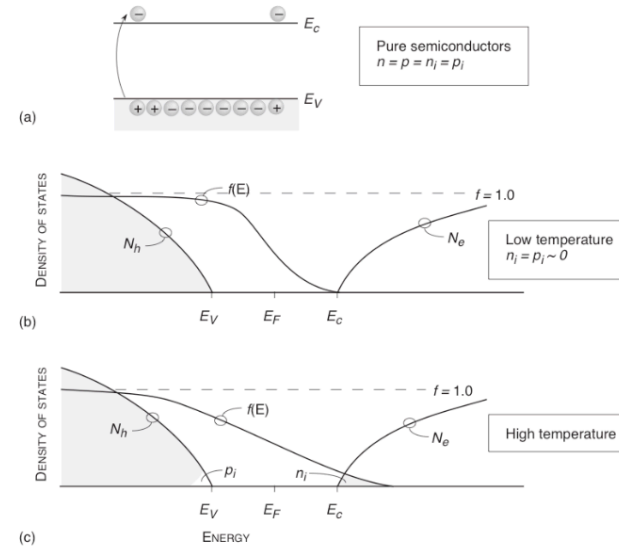 − − E_c
Pure semiconductors
n = p = n_i = p_i
E_V
+ + − − − − − − +
(a)
DENSITY OF STATES
f(E)
f = 1.0
N_h
N_e
Low temperature
n_i = p_i ~ 0
E_V E_F E_c
(b)
DENSITY OF STATES
f = 1.0
f(E)
N_h
N_e
High temperature
p_i
n_i
E_V E_F E_c
(c)
ENERGY